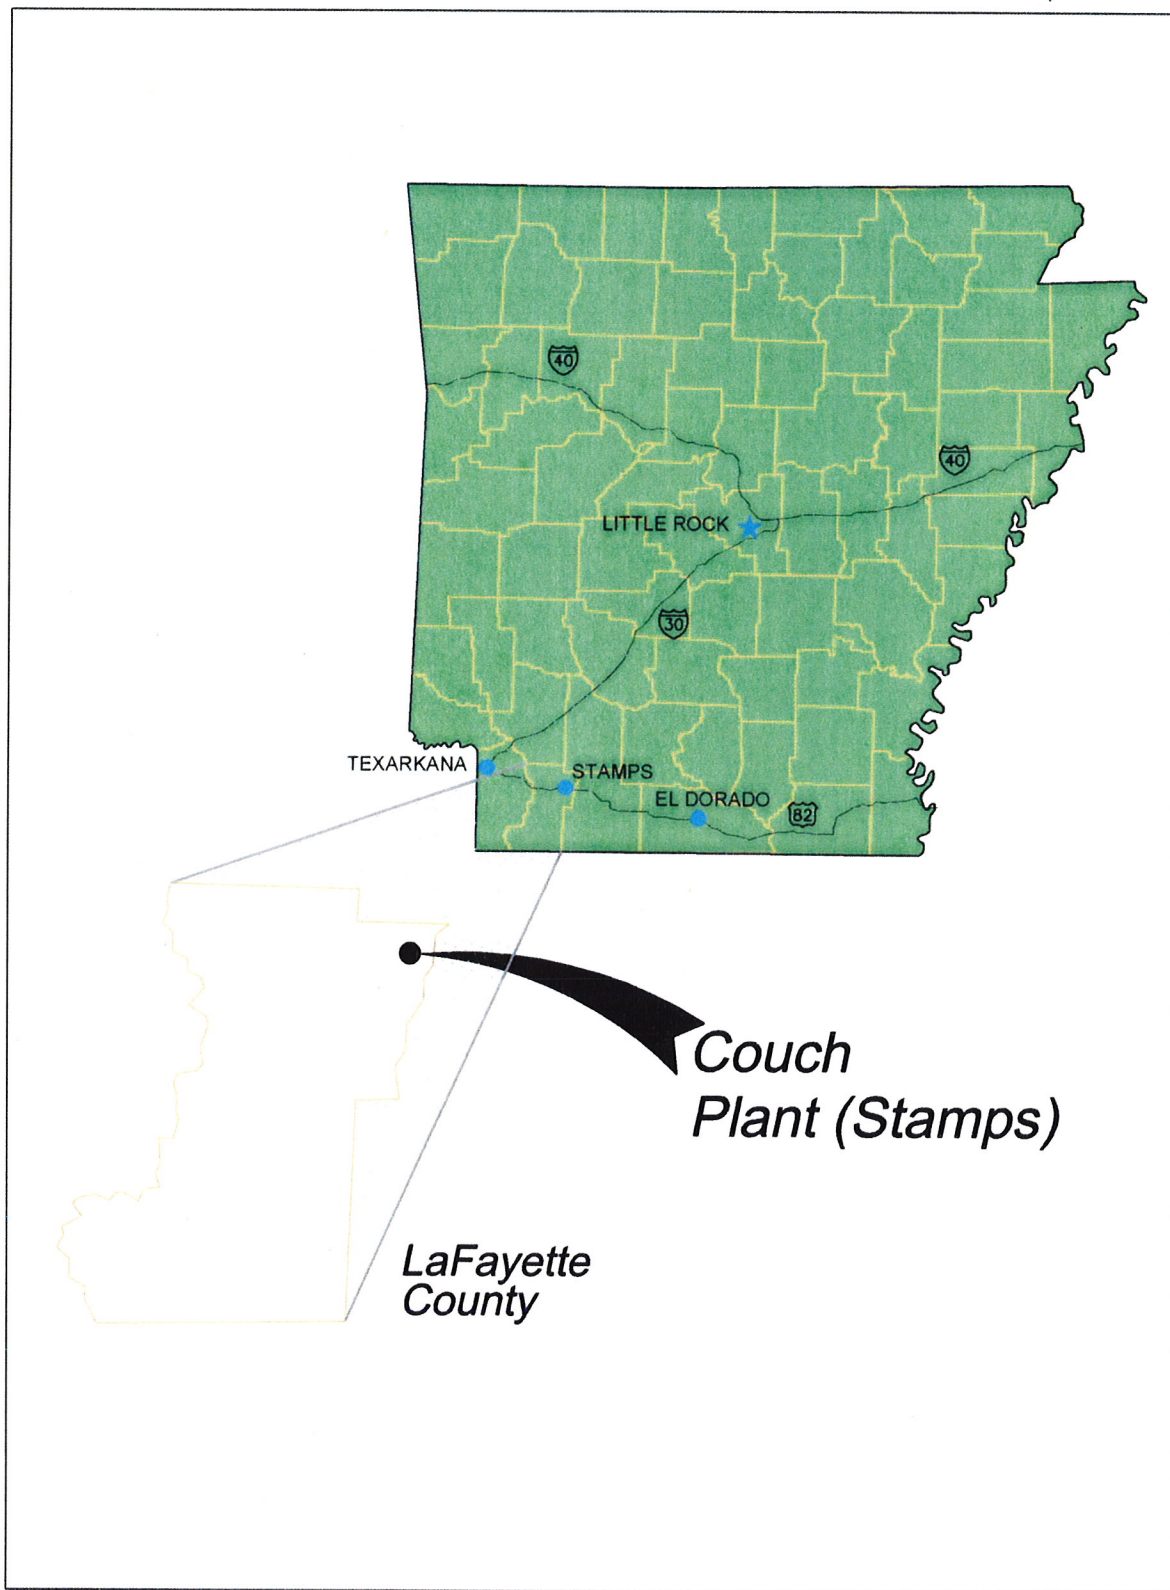 40
40
LITTLE ROCK
30
TEXARKANA
STAMPS
EL DORADO
82
Couch
Plant (Stamps)
LaFayette
County